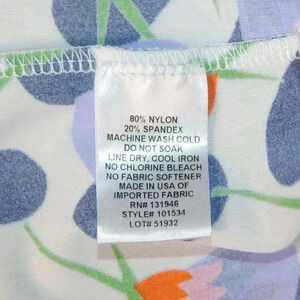 80% NYLON
20% SPANDEX
MACHINE WASH COLD
DO NOT SOAK
LINE DRY, COOL IRON
NO CHLORINE BLEACH
NO FABRIC SOFTENER
MADE IN USA OF
IMPORTED FABRIC
RN# 131946
STYLE# 101534
LOT# 51932